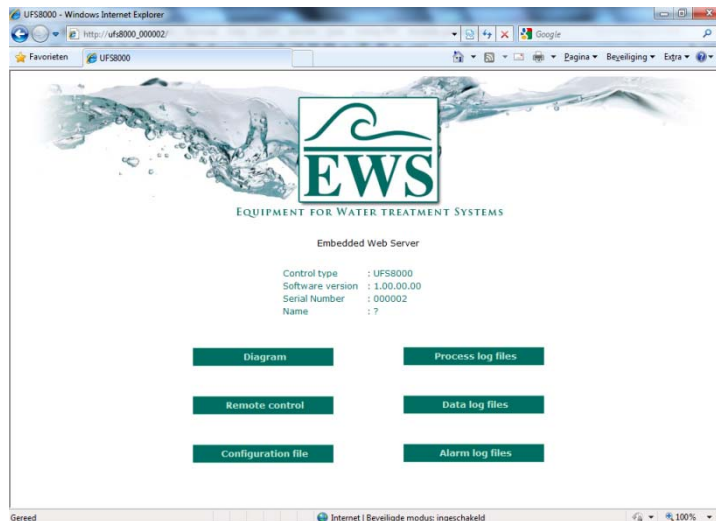 UFS8000 - Windows Internet Explorer
http://ufs8000_000002/
Google
Favorieten
UFS8000
Pagina
Beveiliging
Extra
EWS
EQUIPMENT FOR WATER TREATMENT SYSTEMS
Embedded Web Server
Control type : UFS8000
Software version : 1.00.00.00
Serial Number : 000002
Name : ?
Diagram
Process log files
Remote control
Data log files
Configuration file
Alarm log files
Gereed
Internet | Beveiligde modus: ingeschakeld
100%